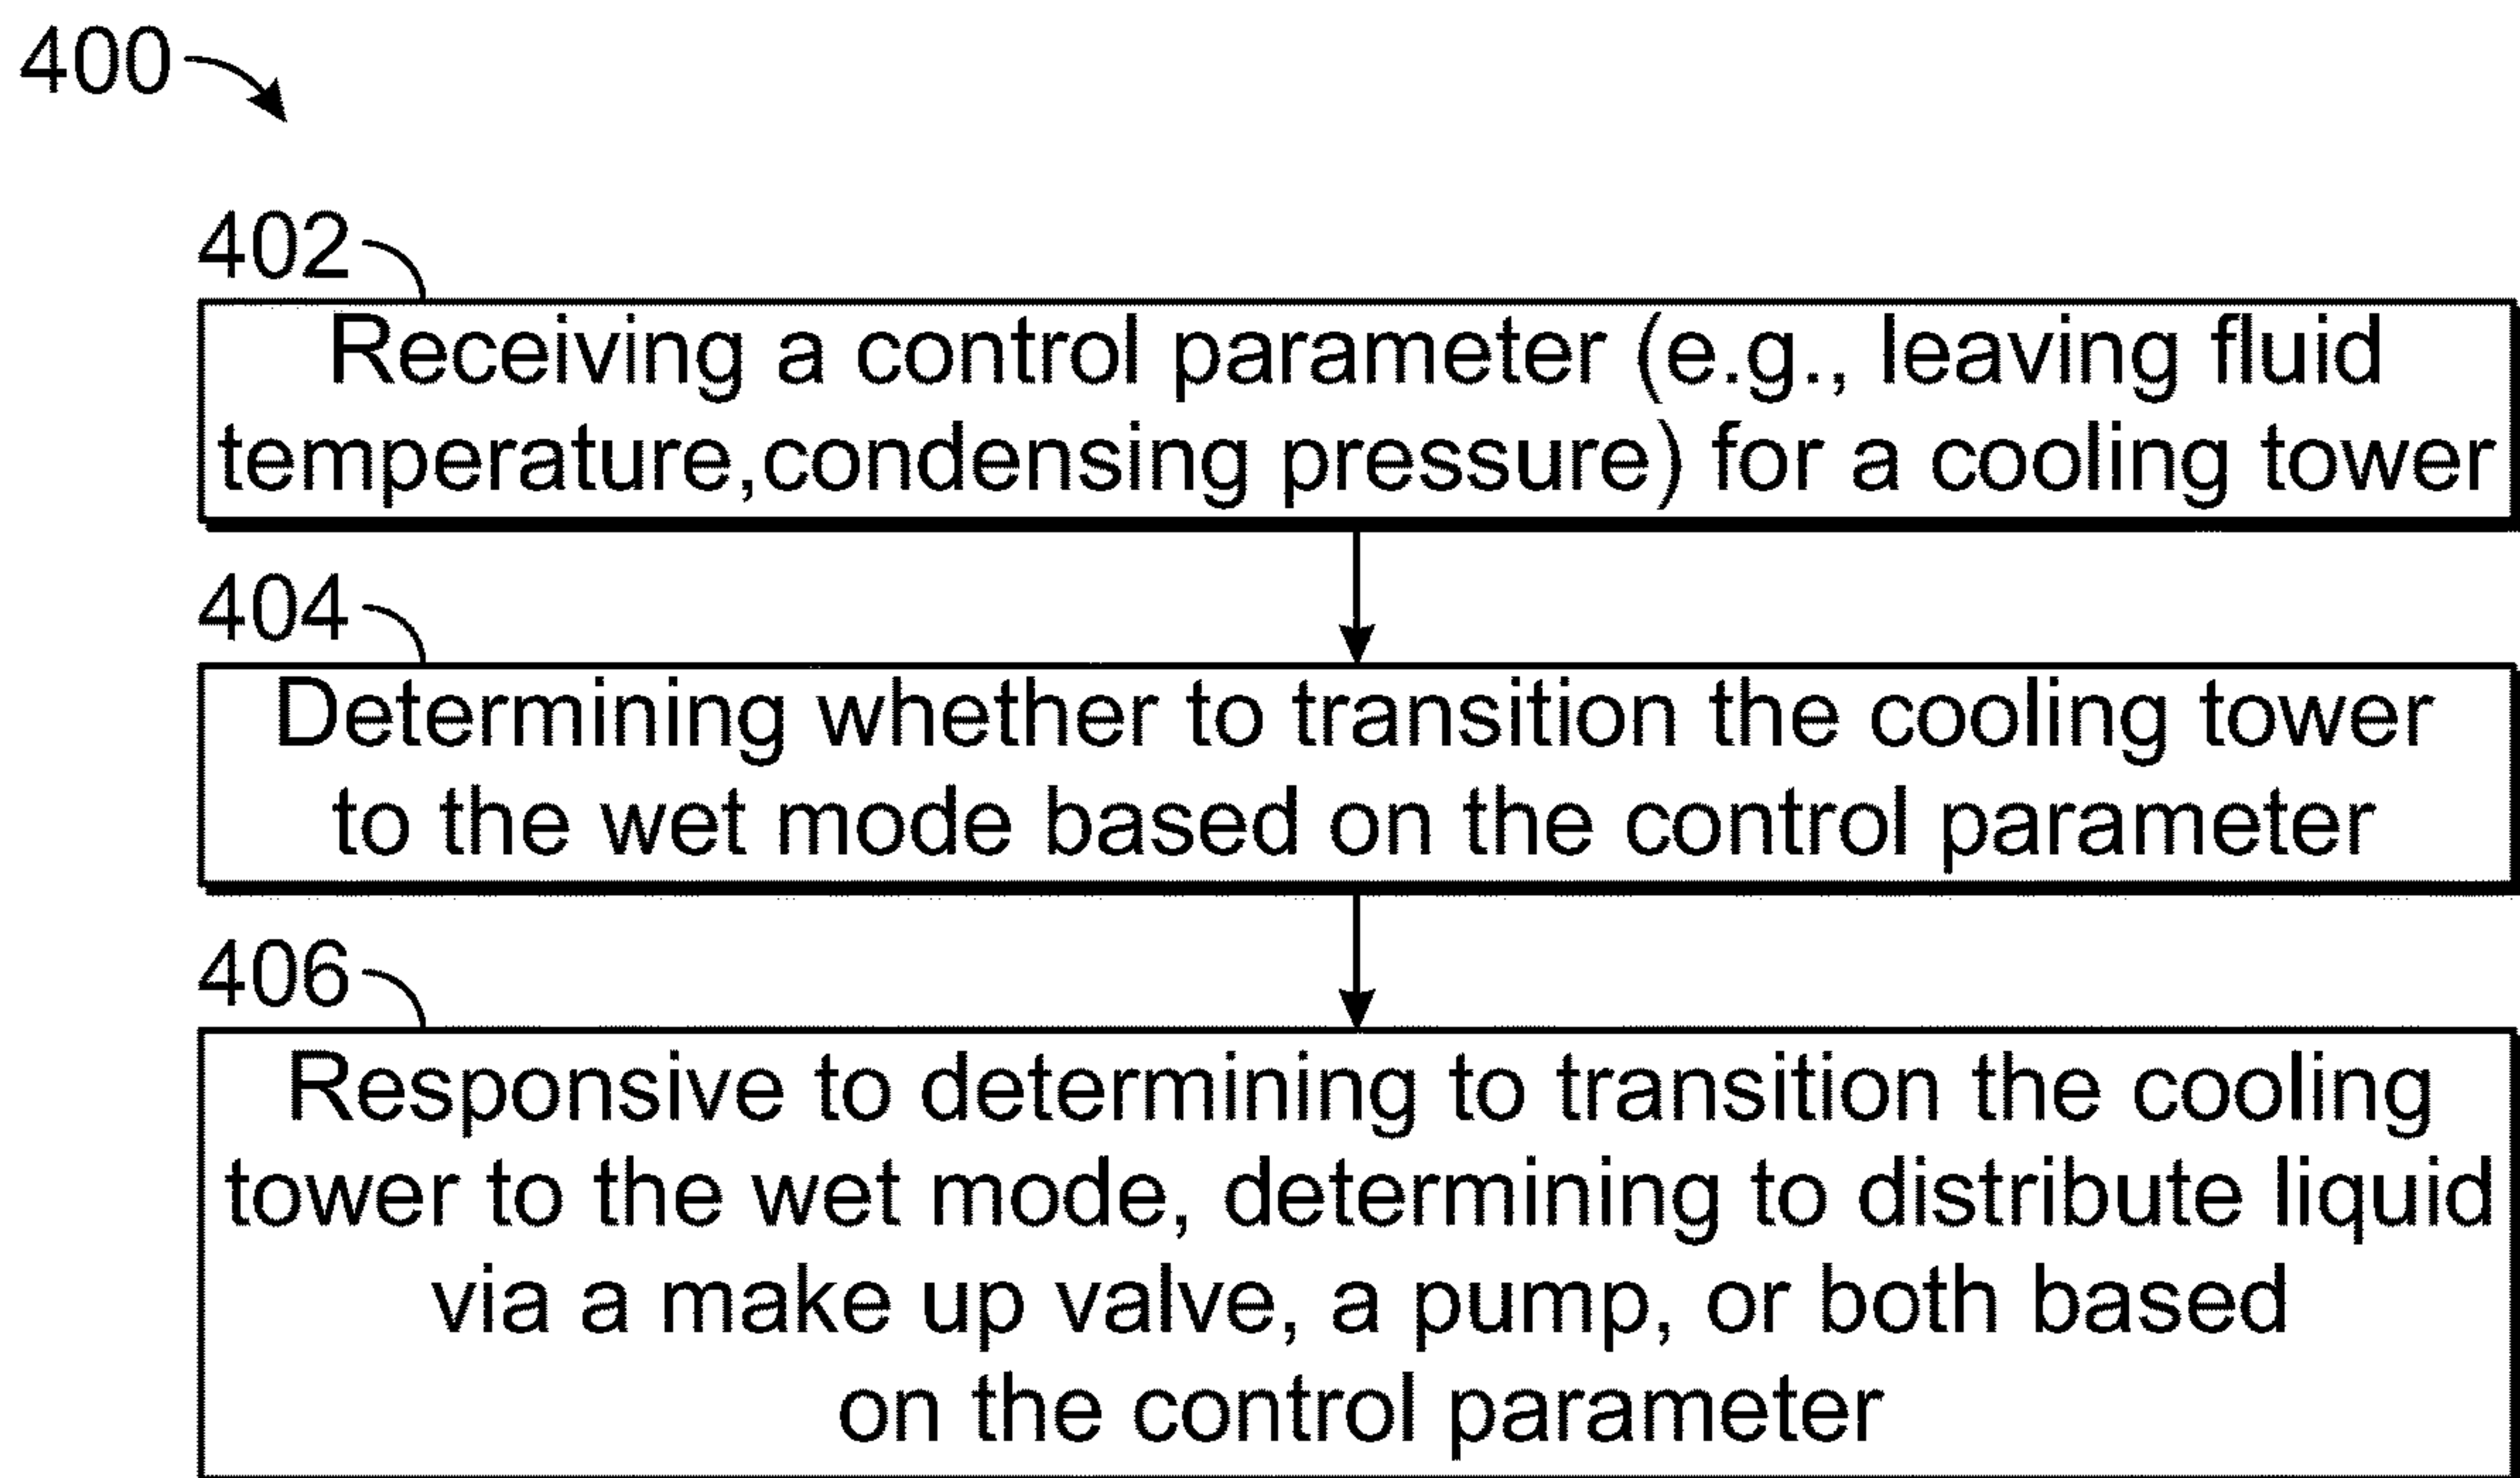 400
402
Receiving a control parameter (e.g., leaving fluid
temperature,condensing pressure) for a cooling tower
404
Determining whether to transition the cooling tower
to the wet mode based on the control parameter
406
Responsive to determining to transition the cooling
tower to the wet mode, determining to distribute liquid
via a make up valve, a pump, or both based
on the control parameter